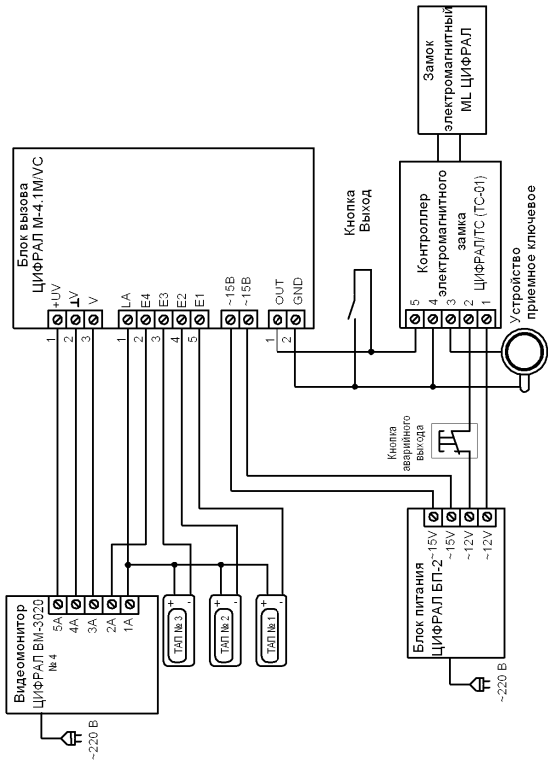 Замок
электромагнитный
ML ЦИФРАЛ
Блок вызова
ЦИФРАЛ М-4.1М/VC
+UV
⊥V
V
LA
E4
E3
E2
E1
~15В
~15В
OUT
GND
1
2
3
1
2
3
4
5
1
2
Кнопка
Выход
Контроллер
электромагнитного
замка
ЦИФРАЛ/ТС (ТС-01)
5
4
3
2
1
Устройство
приемное ключевое
Кнопка
аварийного
выхода
Видеомонитор
ЦИФРАЛ ВМ-3020
№ 4
5А
4А
3А
2А
1А
~220 В
+
-
ТАП № 3
+
-
ТАП № 2
+
-
ТАП № 1
Блок питания
ЦИФРАЛ БП-2
~15V
~15V
~12V
~12V
~220 В